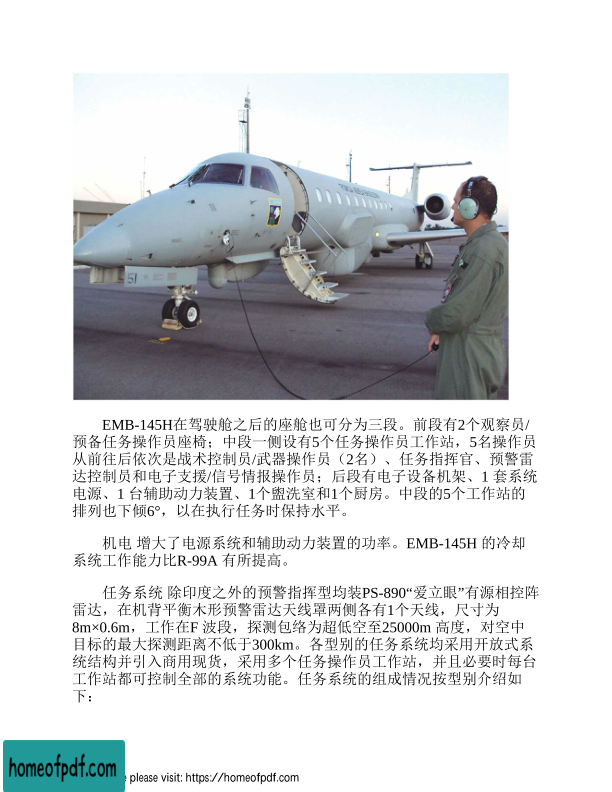 51
EMB-145H在驾驶舱之后的座舱也可分为三段。前段有2个观察员/
预备任务操作员座椅；中段一侧设有5个任务操作员工作站，5名操作员
从前往后依次是战术控制员/武器操作员（2名）、任务指挥官、预警雷
达控制员和电子支援/信号情报操作员；后段有电子设备机架、1 套系统
电源、1 台辅助动力装置、1个盥洗室和1个厨房。中段的5个工作站的
排列也下倾6°，以在执行任务时保持水平。
机电 增大了电源系统和辅助动力装置的功率。EMB-145H 的冷却
系统工作能力比R-99A 有所提高。
任务系统 除印度之外的预警指挥型均装PS-890“爱立眼”有源相控阵
雷达，在机背平衡木形预警雷达天线罩两侧各有1个天线，尺寸为
8m×0.6m，工作在F 波段，探测包络为超低空至25000m 高度，对空中
目标的最大探测距离不低于300km。各型别的任务系统均采用开放式系
统结构并引入商用现货，采用多个任务操作员工作站，并且必要时每台
工作站都可控制全部的系统功能。任务系统的组成情况按型别介绍如
下：
homeofpdf.com
e please visit: https://homeofpdf.com